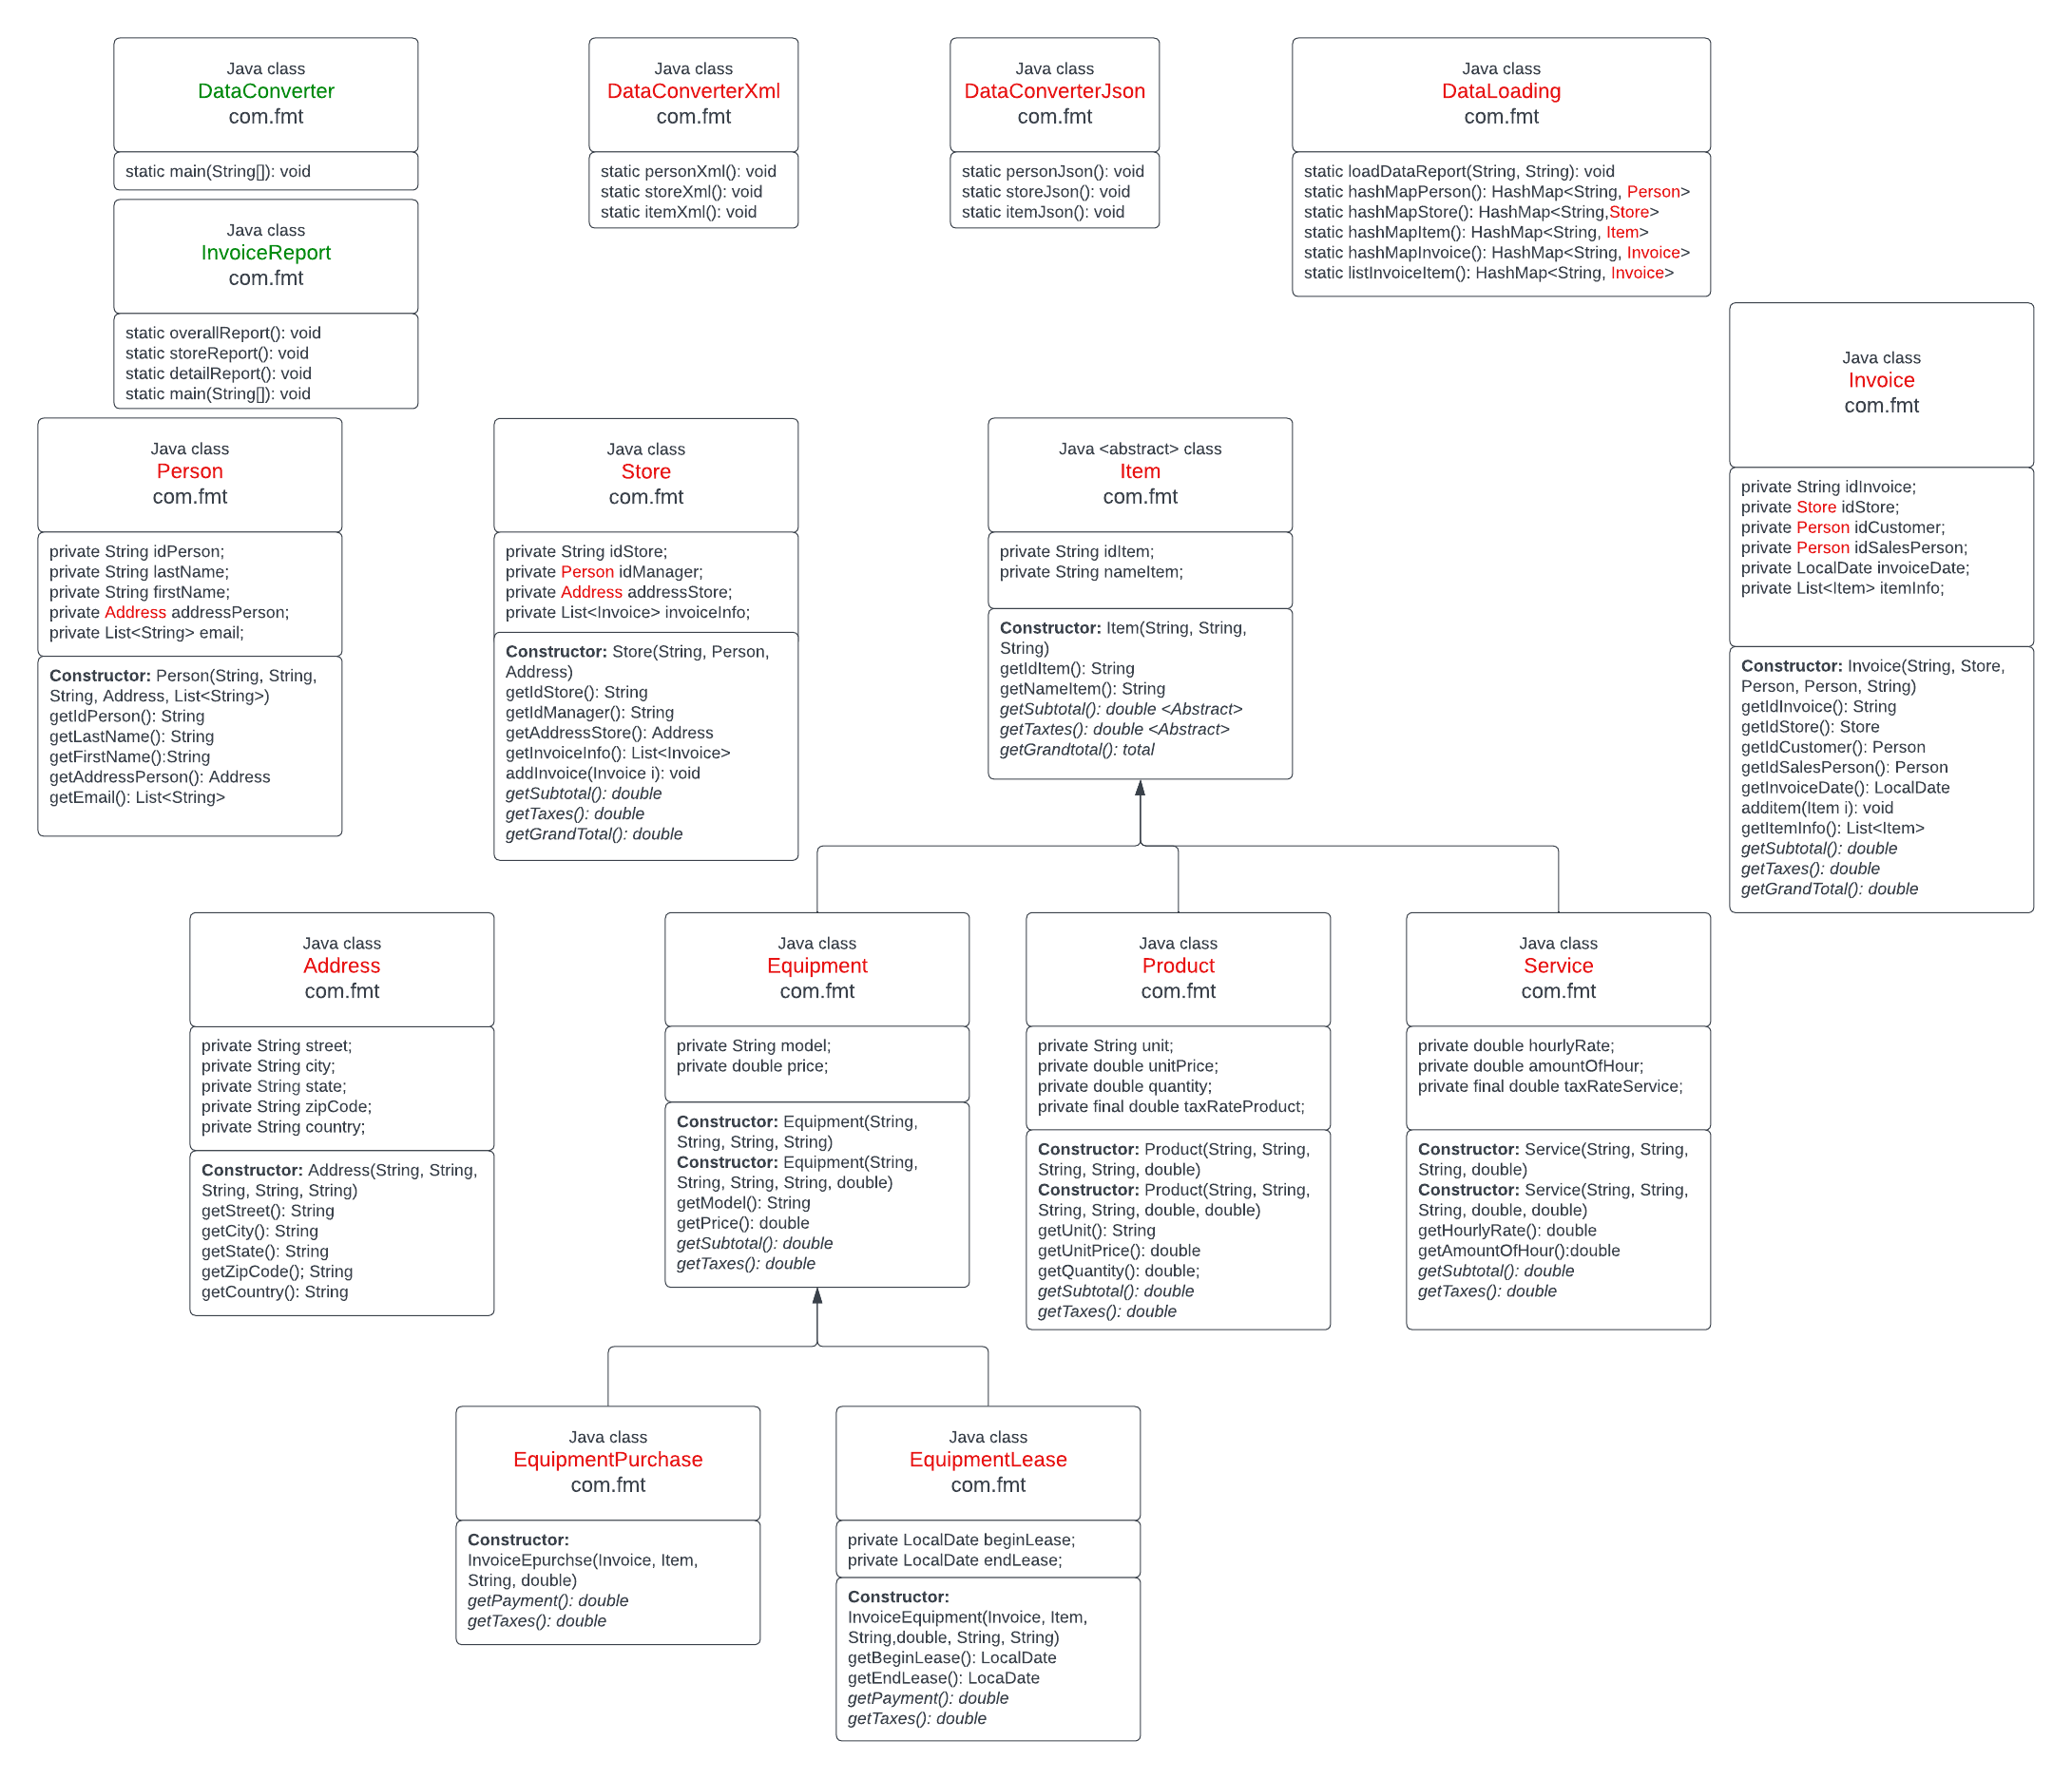 Java class
DataConverter
com.fmt
static main(String[]): void
Java class
DataConverterXml
com.fmt
static personXml(): void
static storeXml(): void
static itemXml(): void
Java class
DataConverterJson
com.fmt
static personJson(): void
static storeJson(): void
static itemJson(): void
Java class
DataLoading
com.fmt
static loadDataReport(String, String): void
static hashMapPerson(): HashMap<String, Person>
static hashMapStore(): HashMap<String,Store>
static hashMapItem(): HashMap<String, Item>
static hashMapInvoice(): HashMap<String, Invoice>
static listInvoiceItem(): HashMap<String, Invoice>
Java class
InvoiceReport
com.fmt
static overallReport(): void
static storeReport(): void
static detailReport(): void
static main(String[]): void
Java class
Person
com.fmt
private String idPerson;
private String lastName;
private String firstName;
private Address addressPerson;
private List<String> email;
Constructor: Person(String, String,
String, Address, List<String>)
getIdPerson(): String
getLastName(): String
getFirstName():String
getAddressPerson(): Address
getEmail(): List<String>
Java class
Store
com.fmt
private String idStore;
private Person idManager;
private Address addressStore;
private List<Invoice> invoiceInfo;
Constructor: Store(String, Person,
Address)
getIdStore(): String
getIdManager(): String
getAddressStore(): Address
getInvoiceInfo(): List<Invoice>
addInvoice(Invoice i): void
getSubtotal(): double
getTaxes(): double
getGrandTotal(): double
Java <abstract> class
Item
com.fmt
private String idItem;
private String nameItem;
Constructor: Item(String, String,
String)
getIdItem(): String
getNameItem(): String
getSubtotal(): double <Abstract>
getTaxtes(): double <Abstract>
getGrandtotal(): total
Java class
Invoice
com.fmt
private String idInvoice;
private Store idStore;
private Person idCustomer;
private Person idSalesPerson;
private LocalDate invoiceDate;
private List<Item> itemInfo;
Constructor: Invoice(String, Store,
Person, Person, String)
getIdInvoice(): String
getIdStore(): Store
getIdCustomer(): Person
getIdSalesPerson(): Person
getInvoiceDate(): LocalDate
additem(Item i): void
getItemInfo(): List<Item>
getSubtotal(): double
getTaxes(): double
getGrandTotal(): double
Java class
Address
com.fmt
private String street;
private String city;
private String state;
private String zipCode;
private String country;
Constructor: Address(String, String,
String, String, String)
getStreet(): String
getCity(): String
getState(): String
getZipCode(); String
getCountry(): String
Java class
Equipment
com.fmt
private String model;
private double price;
Constructor: Equipment(String,
String, String, String)
Constructor: Equipment(String,
String, String, String, double)
getModel(): String
getPrice(): double
getSubtotal(): double
getTaxes(): double
Java class
Product
com.fmt
private String unit;
private double unitPrice;
private double quantity;
private final double taxRateProduct;
Constructor: Product(String, String,
String, String, double)
Constructor: Product(String, String,
String, String, double, double)
getUnit(): String
getUnitPrice(): double
getQuantity(): double;
getSubtotal(): double
getTaxes(): double
Java class
Service
com.fmt
private double hourlyRate;
private double amountOfHour;
private final double taxRateService;
Constructor: Service(String, String,
String, double)
Constructor: Service(String, String,
String, double, double)
getHourlyRate(): double
getAmountOfHour():double
getSubtotal(): double
getTaxes(): double
Java class
EquipmentPurchase
com.fmt
Constructor:
InvoiceEpurchse(Invoice, Item,
String, double)
getPayment(): double
getTaxes(): double
Java class
EquipmentLease
com.fmt
private LocalDate beginLease;
private LocalDate endLease;
Constructor:
InvoiceEquipment(Invoice, Item,
String,double, String, String)
getBeginLease(): LocalDate
getEndLease(): LocaDate
getPayment(): double
getTaxes(): double